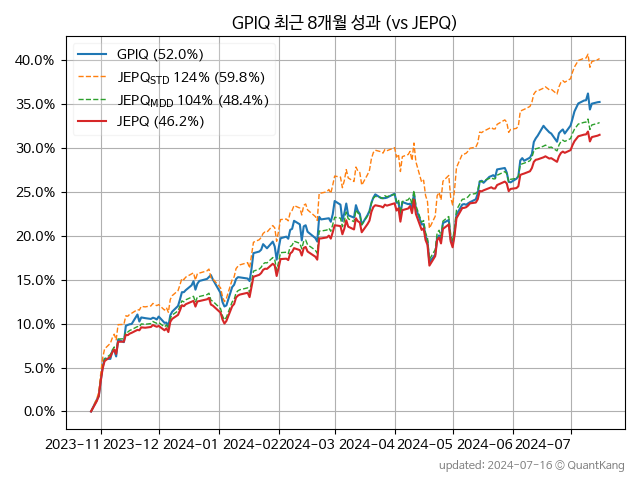 GPIQ 최근 8개월 성과 (vs JEPQ)
GPIQ (52.0%)
JEPQSTD 124% (59.8%)
JEPQMDD 104% (48.4%)
JEPQ (46.2%)
40.0%
35.0%
30.0%
25.0%
20.0%
15.0%
10.0%
5.0%
0.0%
2023-11 2023-12 2024-01 2024-02 2024-03 2024-04 2024-05 2024-06 2024-07
updated: 2024-07-16 © QuantKang